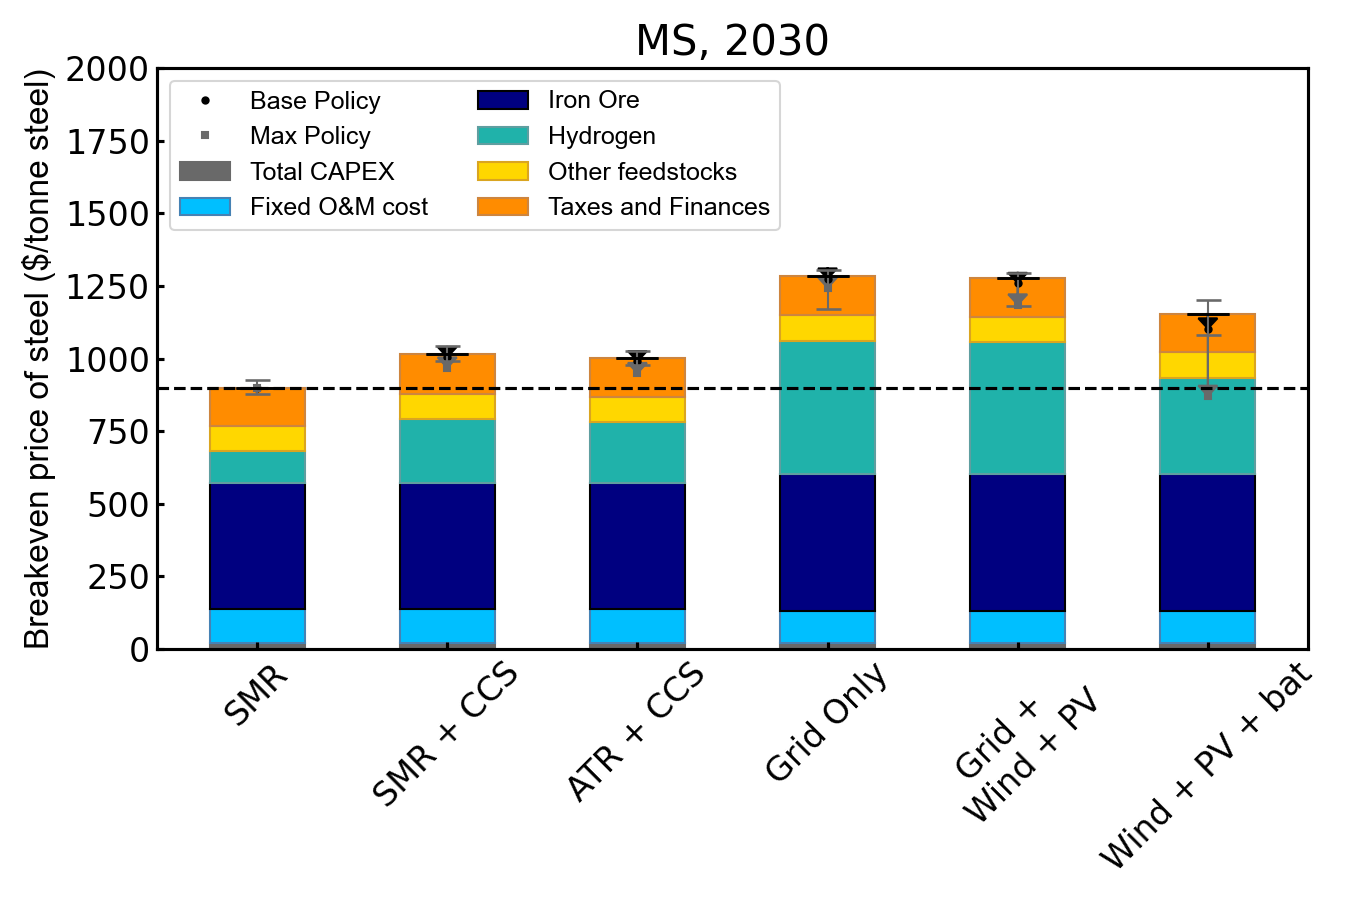 MS, 2030
Breakeven price of steel ($/tonne steel)
2000
1750
1500
1250
1000
750
500
250
0
Base Policy
Max Policy
Total CAPEX
Fixed O&M cost
Iron Ore
Hydrogen
Other feedstocks
Taxes and Finances
SMR
SMR + CCS
ATR + CCS
Grid Only
Grid +
Wind + PV
Wind + PV + bat